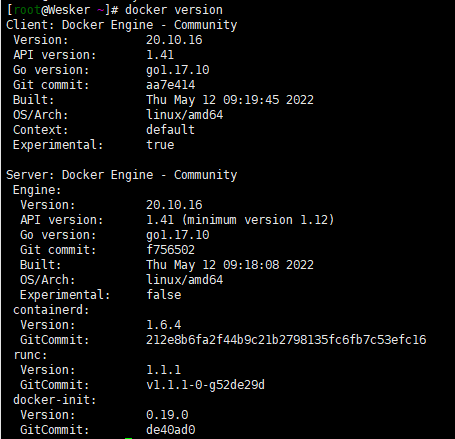 [root@Wesker ~]# docker version
Client: Docker Engine - Community
Version: 20.10.16
API version: 1.41
Go version: go1.17.10
Git commit: aa7e414
Built: Thu May 12 09:19:45 2022
OS/Arch: linux/amd64
Context: default
Experimental: true
Server: Docker Engine - Community
Engine:
Version: 20.10.16
API version: 1.41 (minimum version 1.12)
Go version: go1.17.10
Git commit: f756502
Built: Thu May 12 09:18:08 2022
OS/Arch: linux/amd64
Experimental: false
containerd:
Version: 1.6.4
GitCommit: 212e8b6fa2f44b9c21b2798135fc6fb7c53efc16
runc:
Version: 1.1.1
GitCommit: v1.1.1-0-g52de29d
docker-init:
Version: 0.19.0
GitCommit: de40ad0